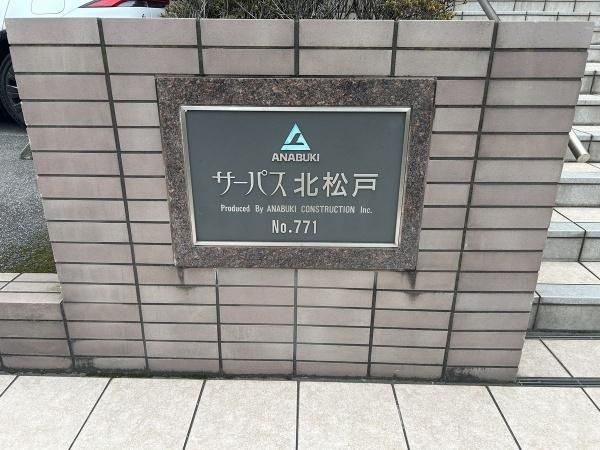 ANABUKI
サーパス北松戸
Produced By ANABUKI CONSTRUCTION Inc.
No.771